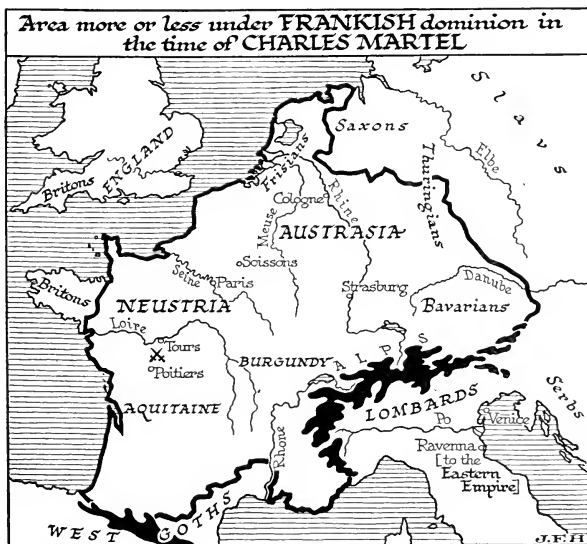 Area more or less under FRANKISH dominion in
the time of CHARLES MARTEL
Slavs
Saxons
ENGLAND
Britons
Elbe
Thuringians
Frisians
Cologne
Rhine
Meuse
AUSTRASIA
Soissons
Seine
Paris
Strasburg
Danube
Britons
NEUSTRIA
Bavarians
Loire
Tours
ALPS
Poitiers
BURGUNDY
Serbs
AQUITAINE
LOMBARDS
Po
Venice
Rhone
Ravenna
[to the
Eastern
Empire]
WEST GOTHS
J.F.H.